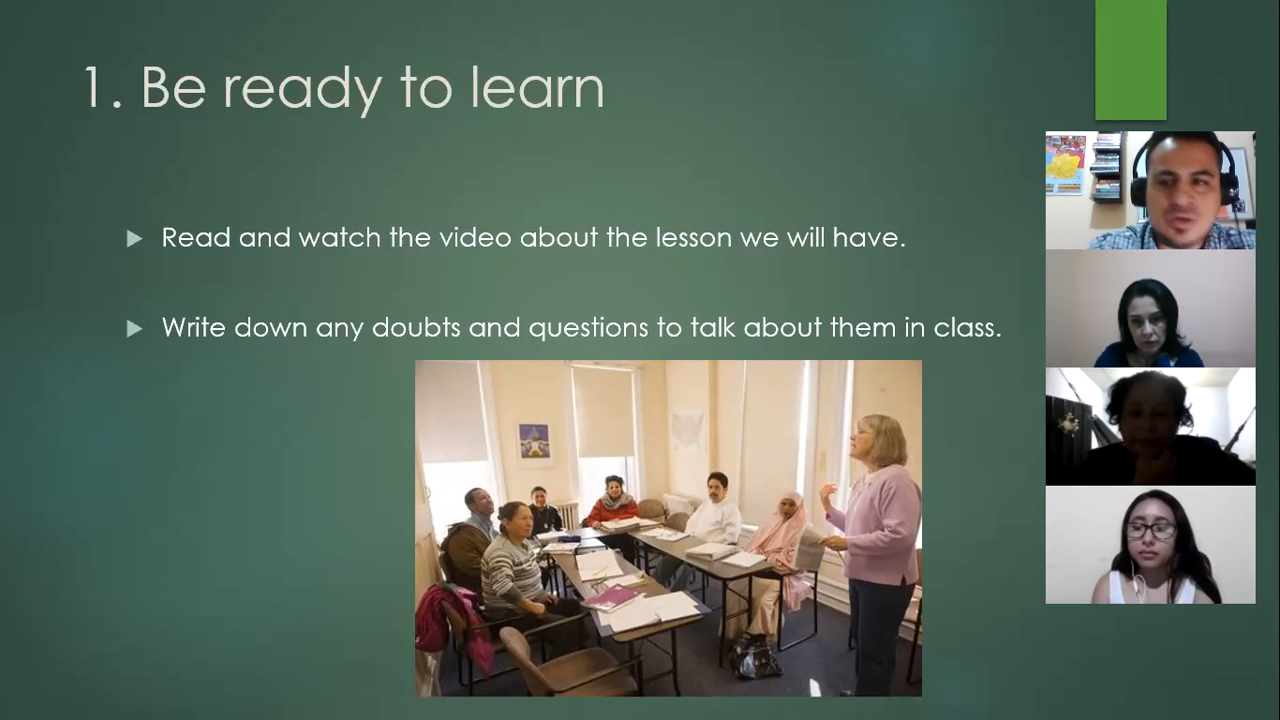 1. Be ready to learn
Read and watch the video about the lesson we will have.
Write down any doubts and questions to talk about them in class.